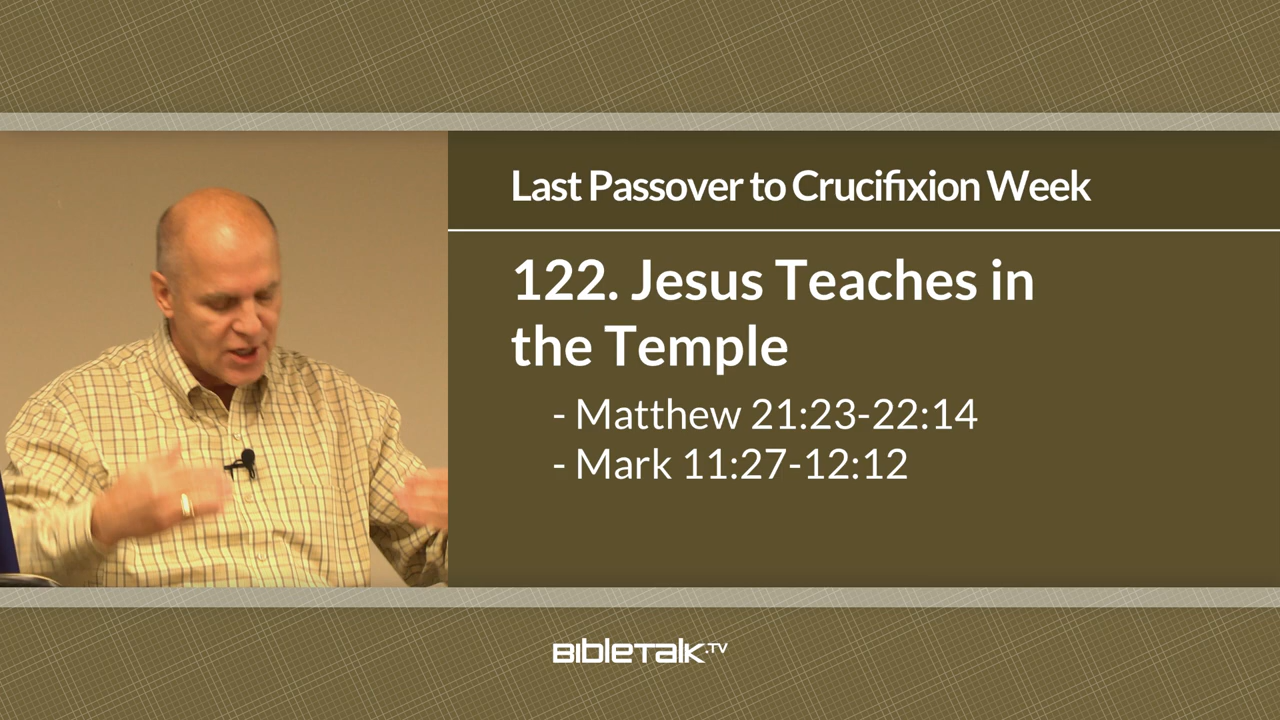 Last Passover to Crucifixion Week
122. Jesus Teaches in
the Temple
- Matthew 21:23-22:14
- Mark 11:27-12:12
BIBLETALK.TV